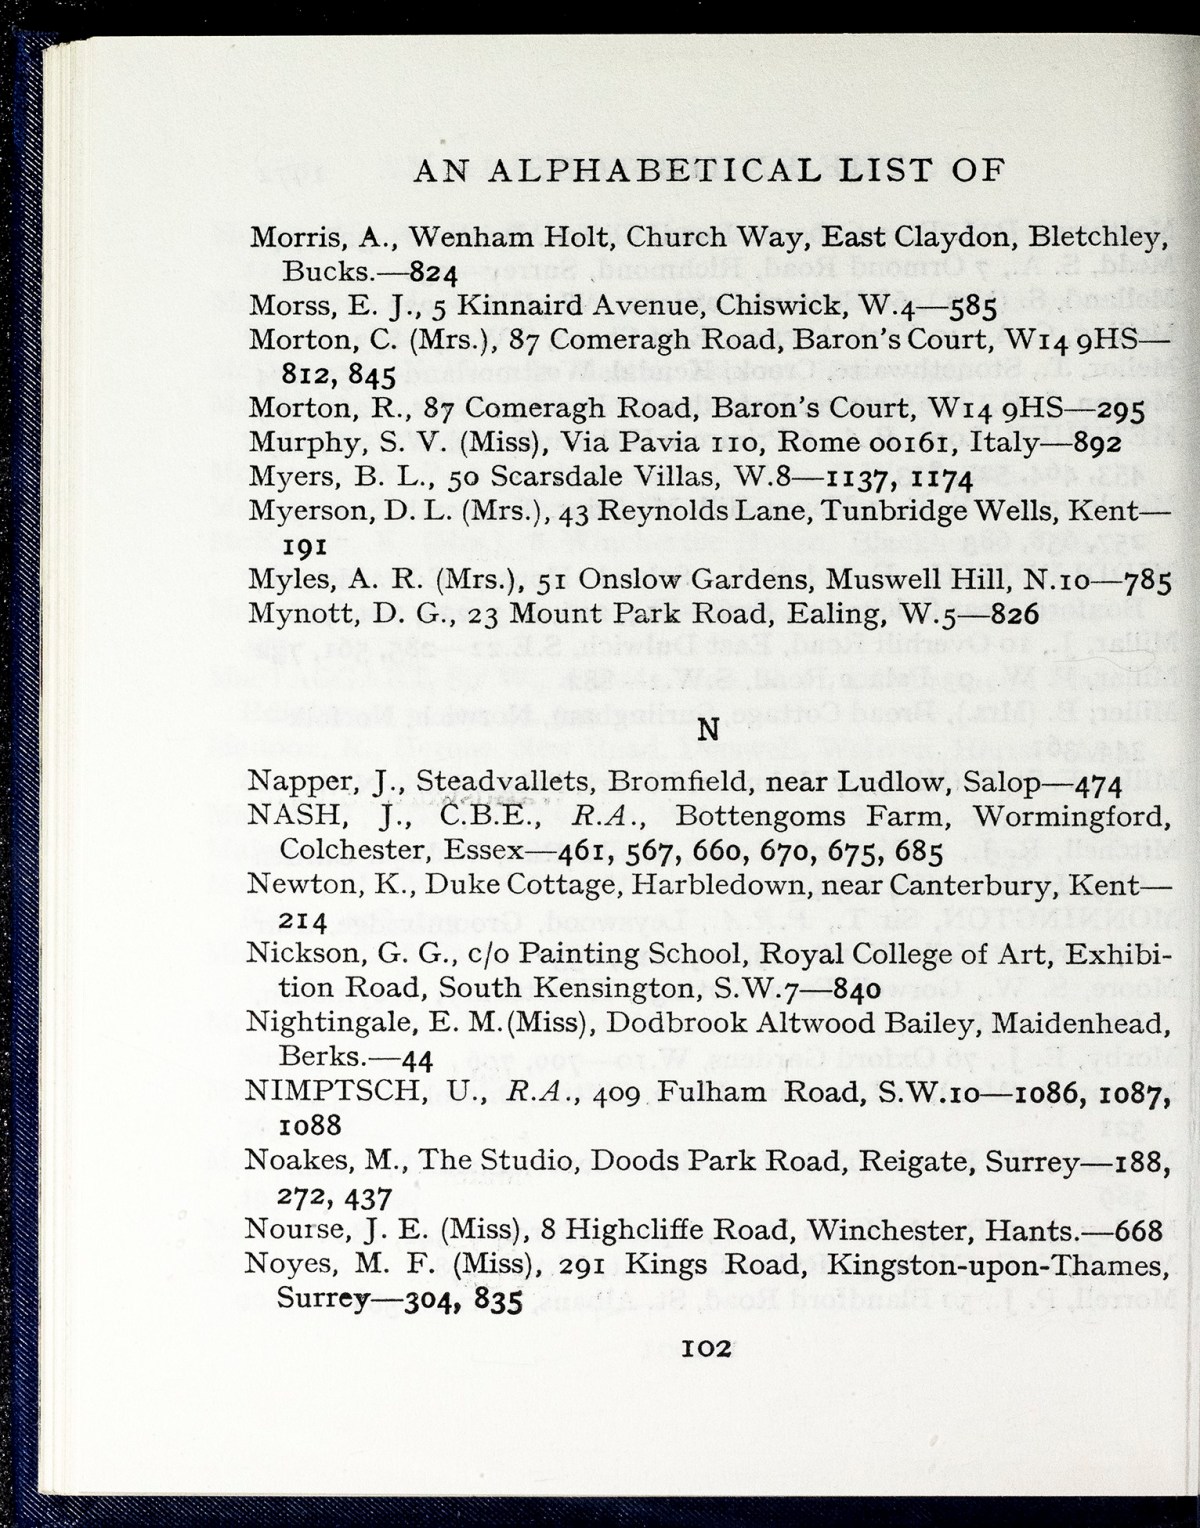 AN ALPHABETICAL LIST OF
Morris, A., Wenham Holt, Church Way, East Claydon, Bletchley,
Bucks.—824
Morss, E. J., 5 Kinnaird Avenue, Chiswick, W.4—585
Morton, C. (Mrs.), 87 Comeragh Road, Baron's Court, W14 9HS—
812, 845
Morton, R., 87 Comeragh Road, Baron's Court, W14 9HS—295
Murphy, S. V. (Miss), Via Pavia 110, Rome 00161, Italy—892
Myers, B. L., 50 Scarsdale Villas, W.8—1137, 1174
Myerson, D. L. (Mrs.), 43 Reynolds Lane, Tunbridge Wells, Kent—
191
Myles, A. R. (Mrs.), 51 Onslow Gardens, Muswell Hill, N.10—785
Mynott, D. G., 23 Mount Park Road, Ealing, W.5—826
N
Napper, J., Steadvallets, Bromfield, near Ludlow, Salop—474
NASH, J., C.B.E., R.A., Bottengoms Farm, Wormingford,
Colchester, Essex—461, 567, 660, 670, 675, 685
Newton, K., Duke Cottage, Harbledown, near Canterbury, Kent—
214
Nickson, G. G., c/o Painting School, Royal College of Art, Exhibi-
tion Road, South Kensington, S.W.7—840
Nightingale, E. M. (Miss), Dodbrook Altwood Bailey, Maidenhead,
Berks.—44
NIMPTSCH, U., R.A., 409 Fulham Road, S.W.10—1086, 1087,
1088
Noakes, M., The Studio, Doods Park Road, Reigate, Surrey—188,
272, 437
Nourse, J. E. (Miss), 8 Highcliffe Road, Winchester, Hants.—668
Noyes, M. F. (Miss), 291 Kings Road, Kingston-upon-Thames,
Surrey—304, 835
102